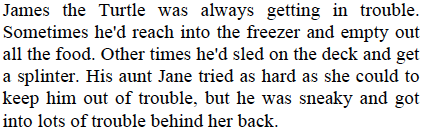 James the Turtle was always getting in trouble.
Sometimes he'd reach into the freezer and empty out
all the food. Other times he'd sled on the deck and get
a splinter. His aunt Jane tried as hard as she could to
keep him out of trouble, but he was sneaky and got
into lots of trouble behind her back.